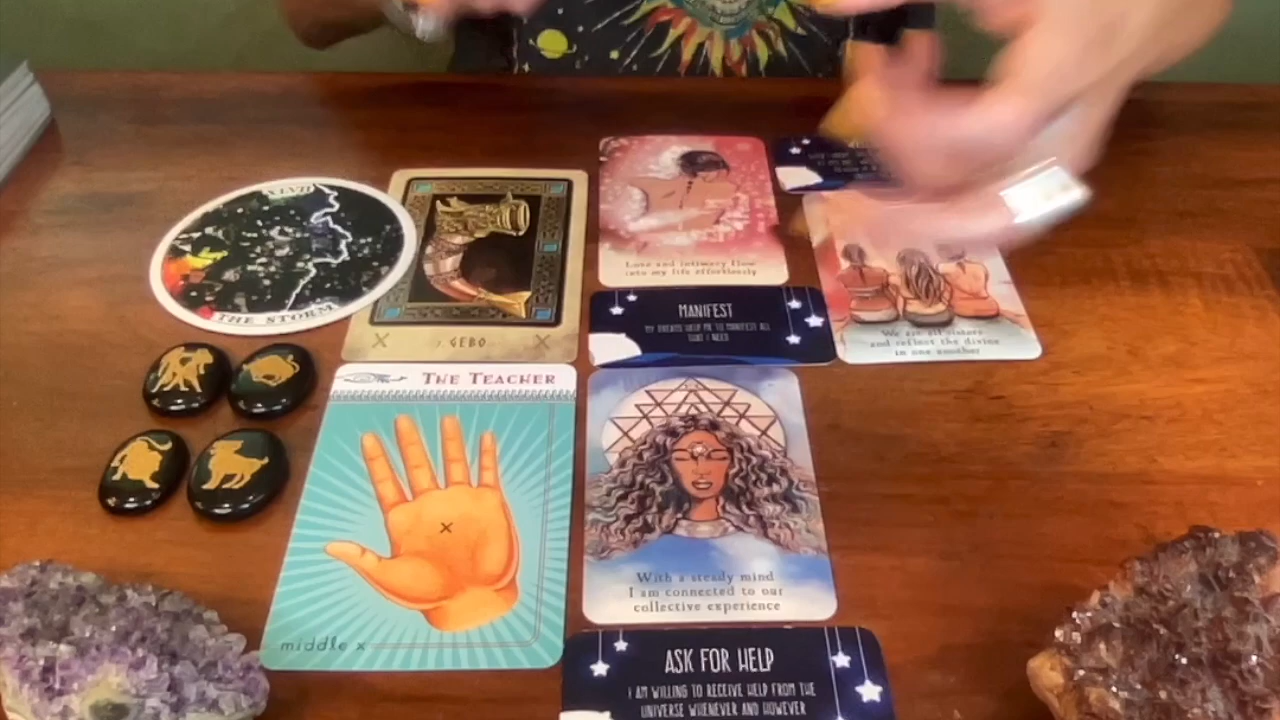 XLVII
THE STORM
X GEBO X
THE TEACHER
middle x
Love and intimacy flow
into my life effortlessly
MANIFEST
MY DREAMS HELP ME TO MANIFEST ALL
THAT I NEED
We are all sisters
and reflect the divine
in one another
With a steady mind
I am connected to our
collective experience
ASK FOR HELP
I AM WILLING TO RECEIVE HELP FROM THE
UNIVERSE WHENEVER AND HOWEVER